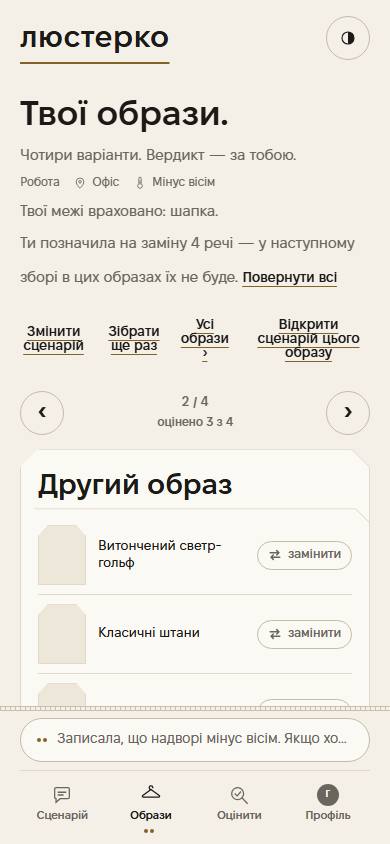 люстерко
Твої образи.
Чотири варіанти. Вердикт — за тобою.
Робота Офіс Мінус вісім
Твої межі враховано: шапка.
Ти позначила на заміну 4 речі — у наступному
зборі в цих образах їх не буде. Повернути всі
Змінити
сценарій
Зібрати
ще раз
Усі
образи
›
Відкрити
сценарій цього
образу
‹
2 / 4
оцінено 3 з 4
›
Другий образ
Витончений светр-
гольф
замінити
Класичні штани
замінити
Записала, що надворі мінус вісім. Якщо хо...
Сценарій
Образи
Оцінити
Г
Профіль